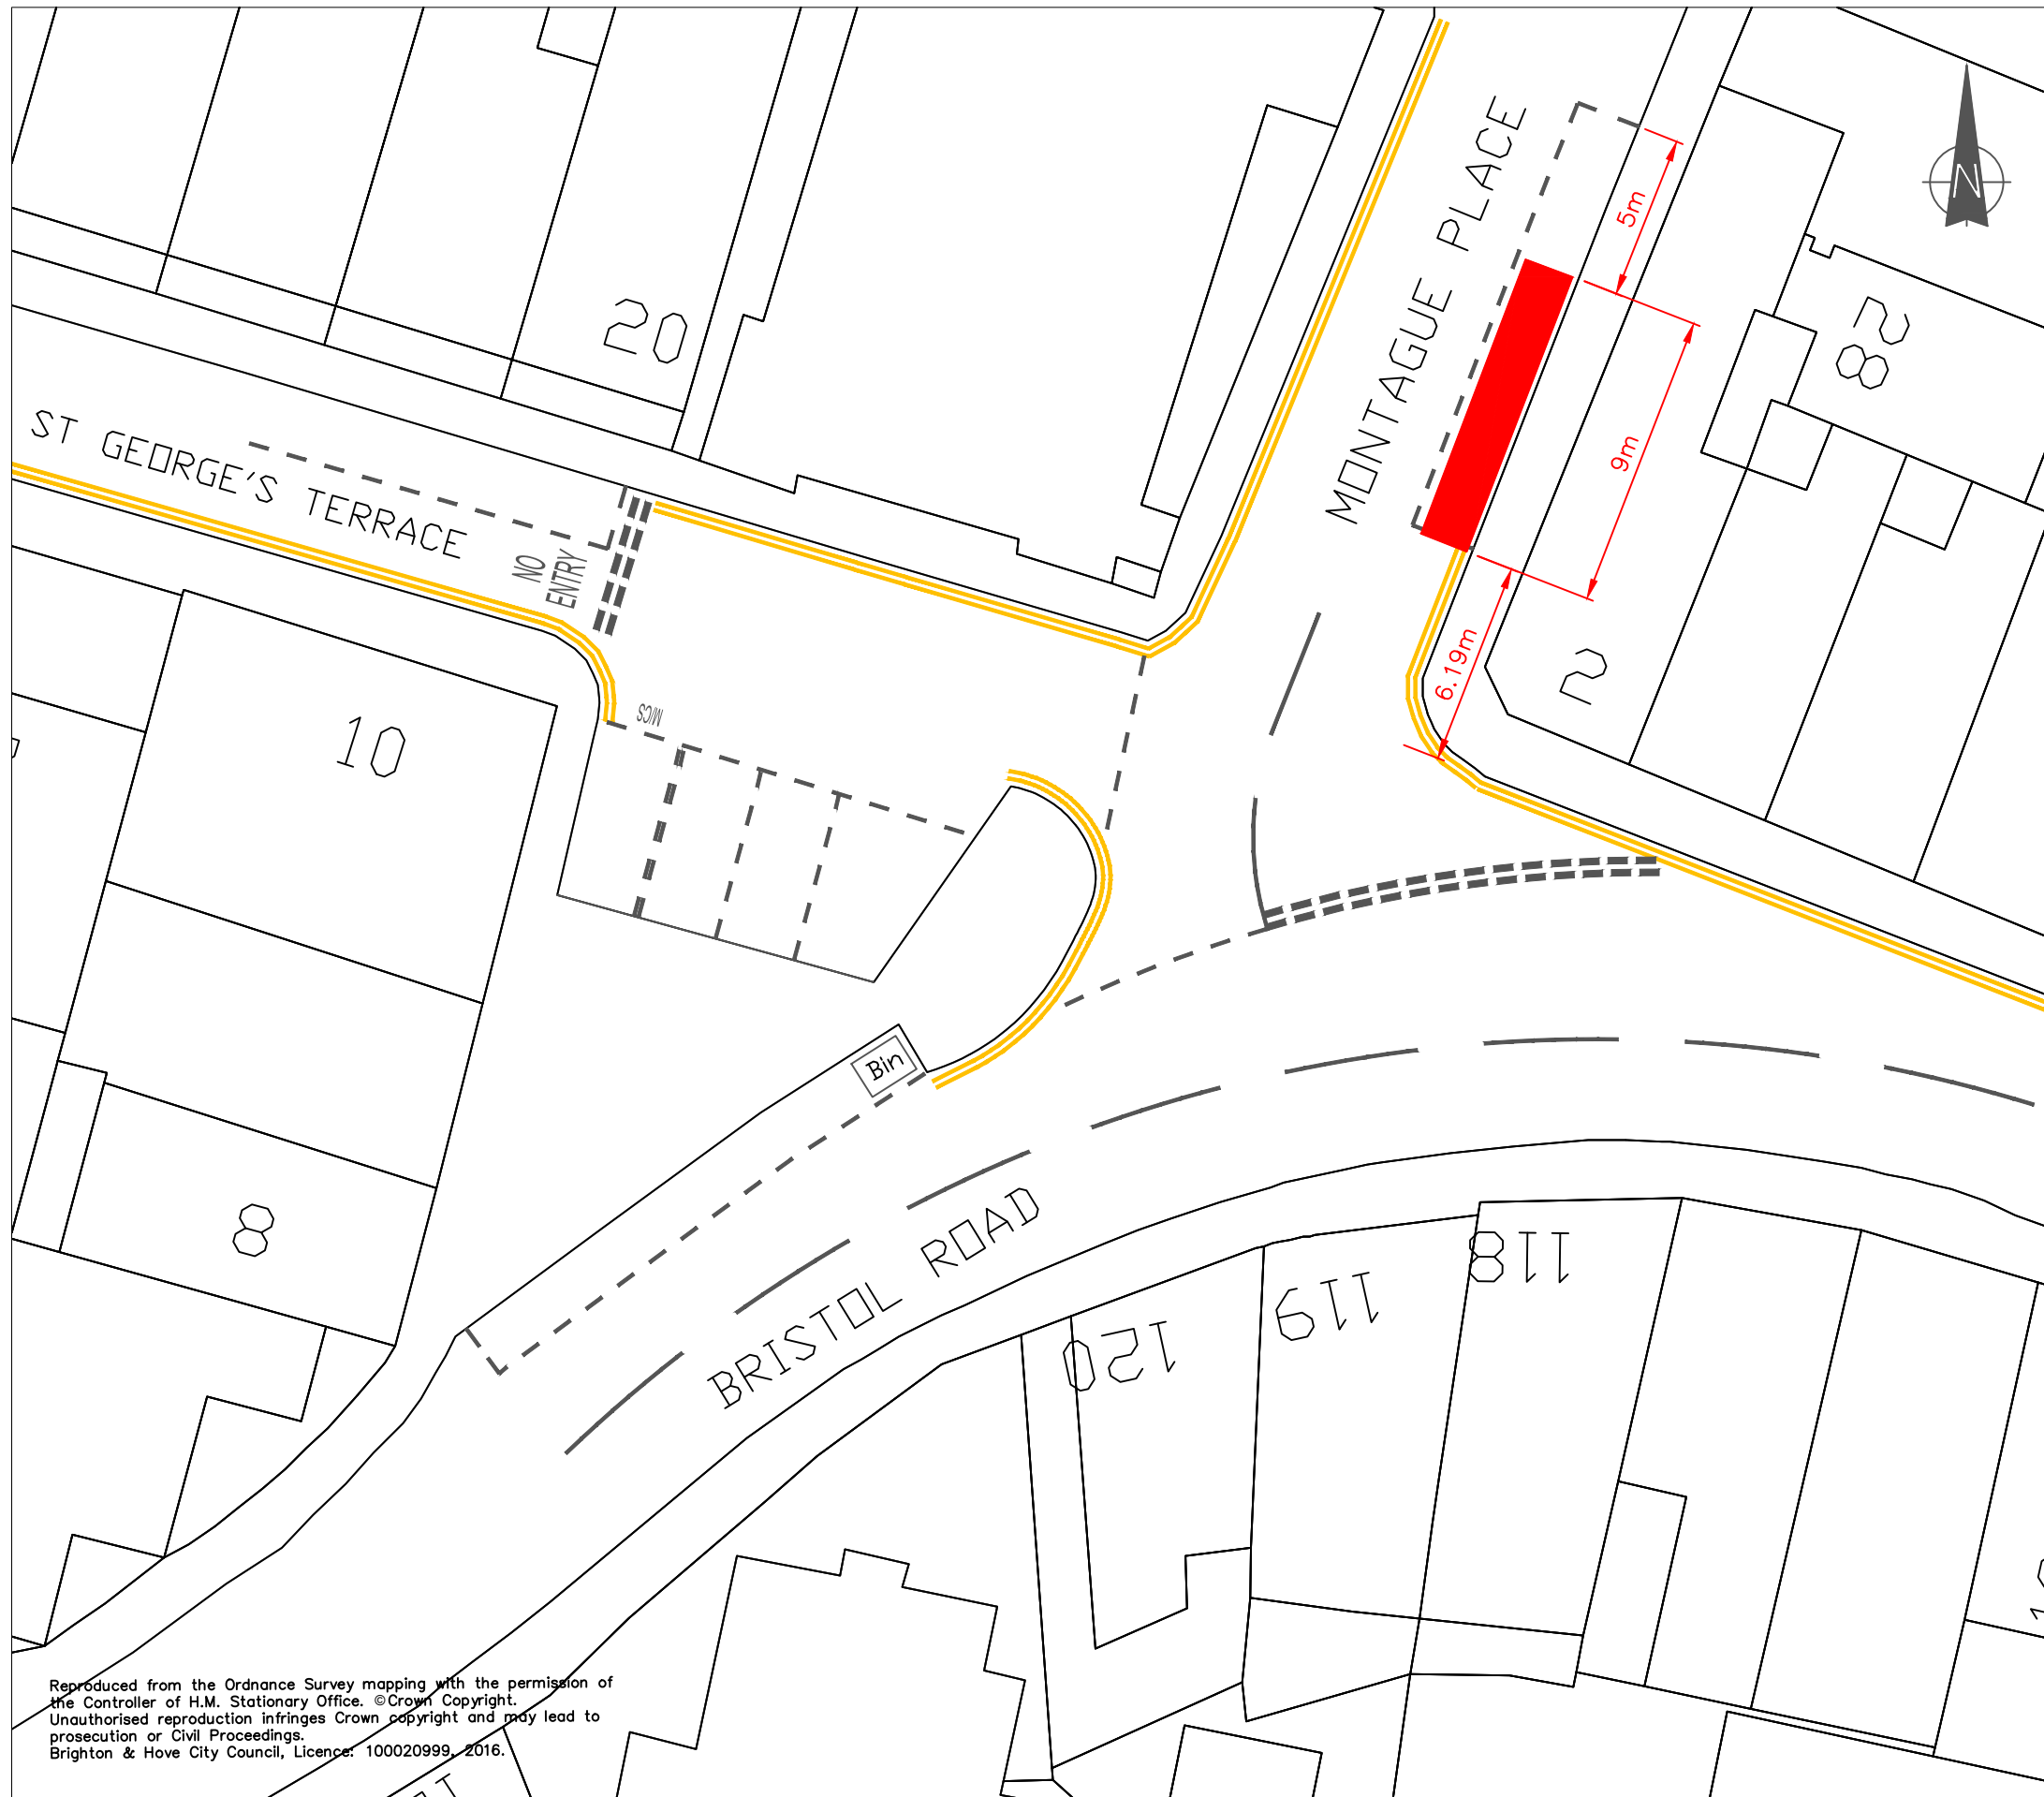 MONTAGUE PLACE
N
5m
20
28
ST GEORGE'S TERRACE
9m
NO
ENTRY
6.19m
2
M/CS
10
Bin
8
BRISTOL ROAD
118
119
120
Reproduced from the Ordnance Survey mapping with the permission of
the Controller of H.M. Stationary Office. ©Crown Copyright.
Unauthorised reproduction infringes Crown copyright and may lead to
prosecution or Civil Proceedings.
Brighton & Hove City Council, Licence: 100020999, 2016.